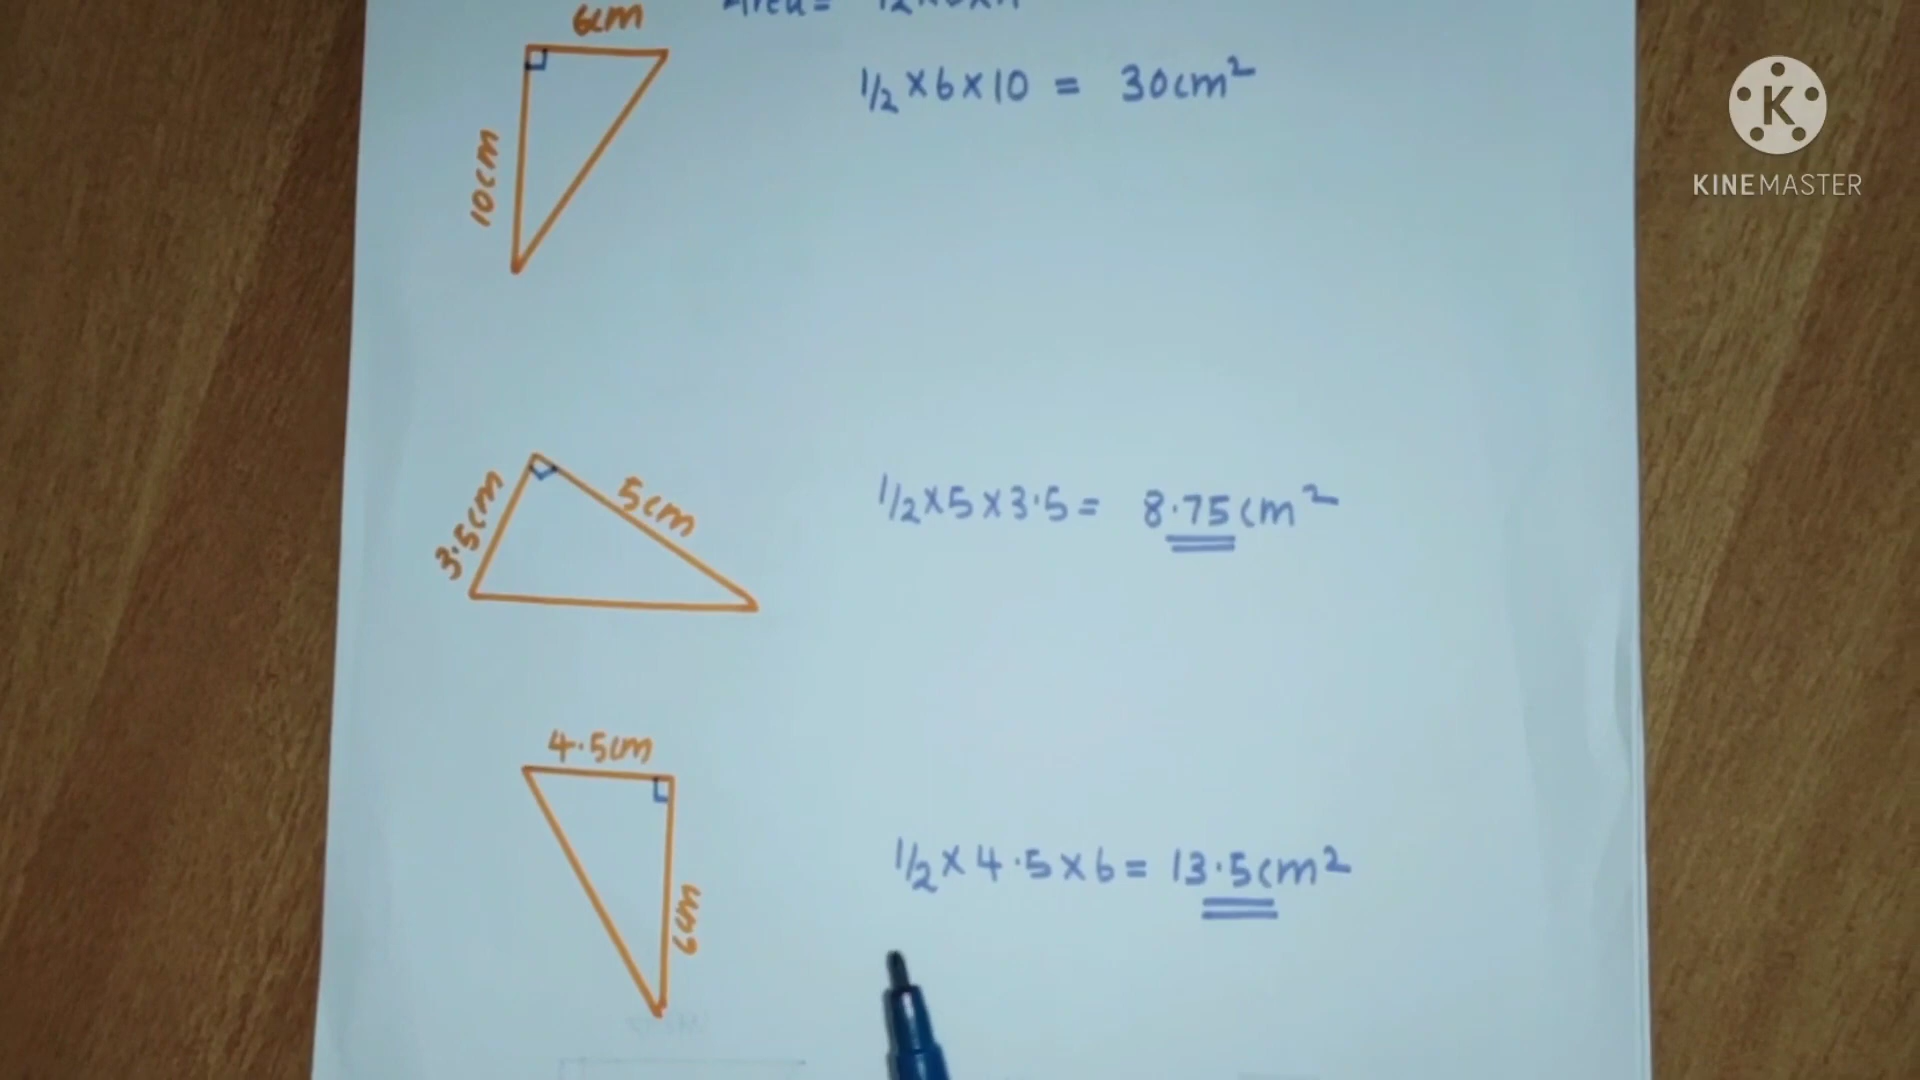 6cm
Area =
1/2 × 6 × 10 = 30cm²
10cm
K
KINEMASTER
3.5cm
5cm
1/2 × 5 × 3.5 = 8.75cm²
4.5cm
6cm
1/2 × 4.5 × 6 = 13.5cm²